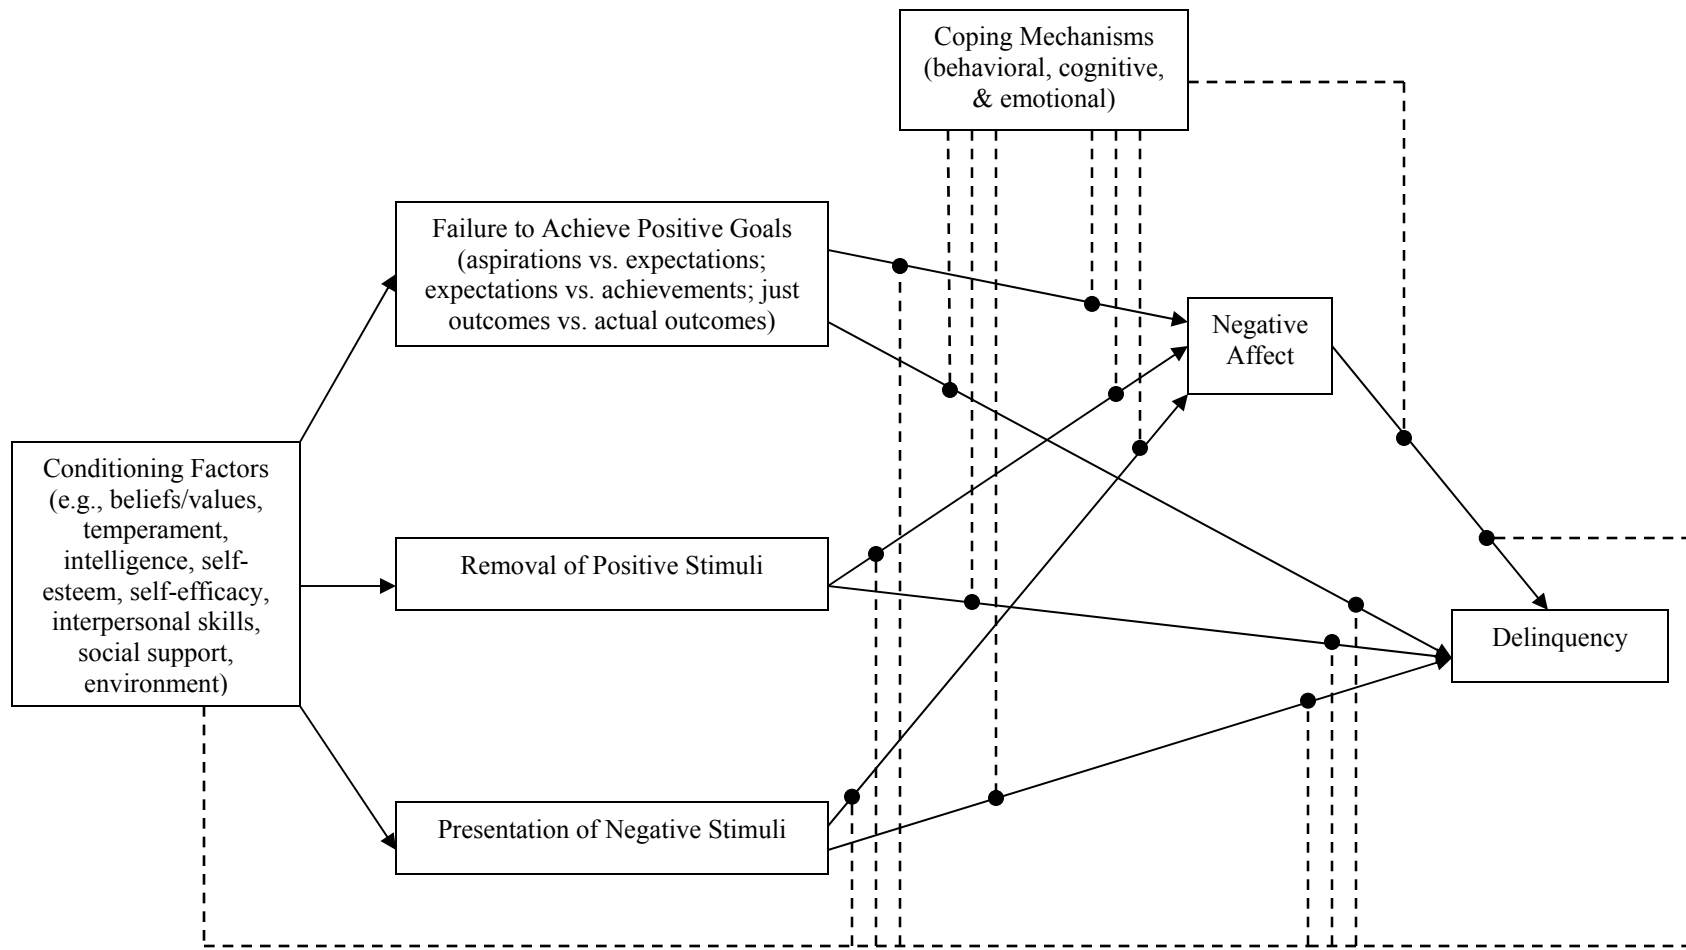 Coping Mechanisms
(behavioral, cognitive,
& emotional)
Failure to Achieve Positive Goals
(aspirations vs. expectations;
expectations vs. achievements; just
outcomes vs. actual outcomes)
Negative
Affect
Conditioning Factors
(e.g., beliefs/values,
temperament,
intelligence, self-
esteem, self-efficacy,
interpersonal skills,
social support,
environment)
Removal of Positive Stimuli
Delinquency
Presentation of Negative Stimuli